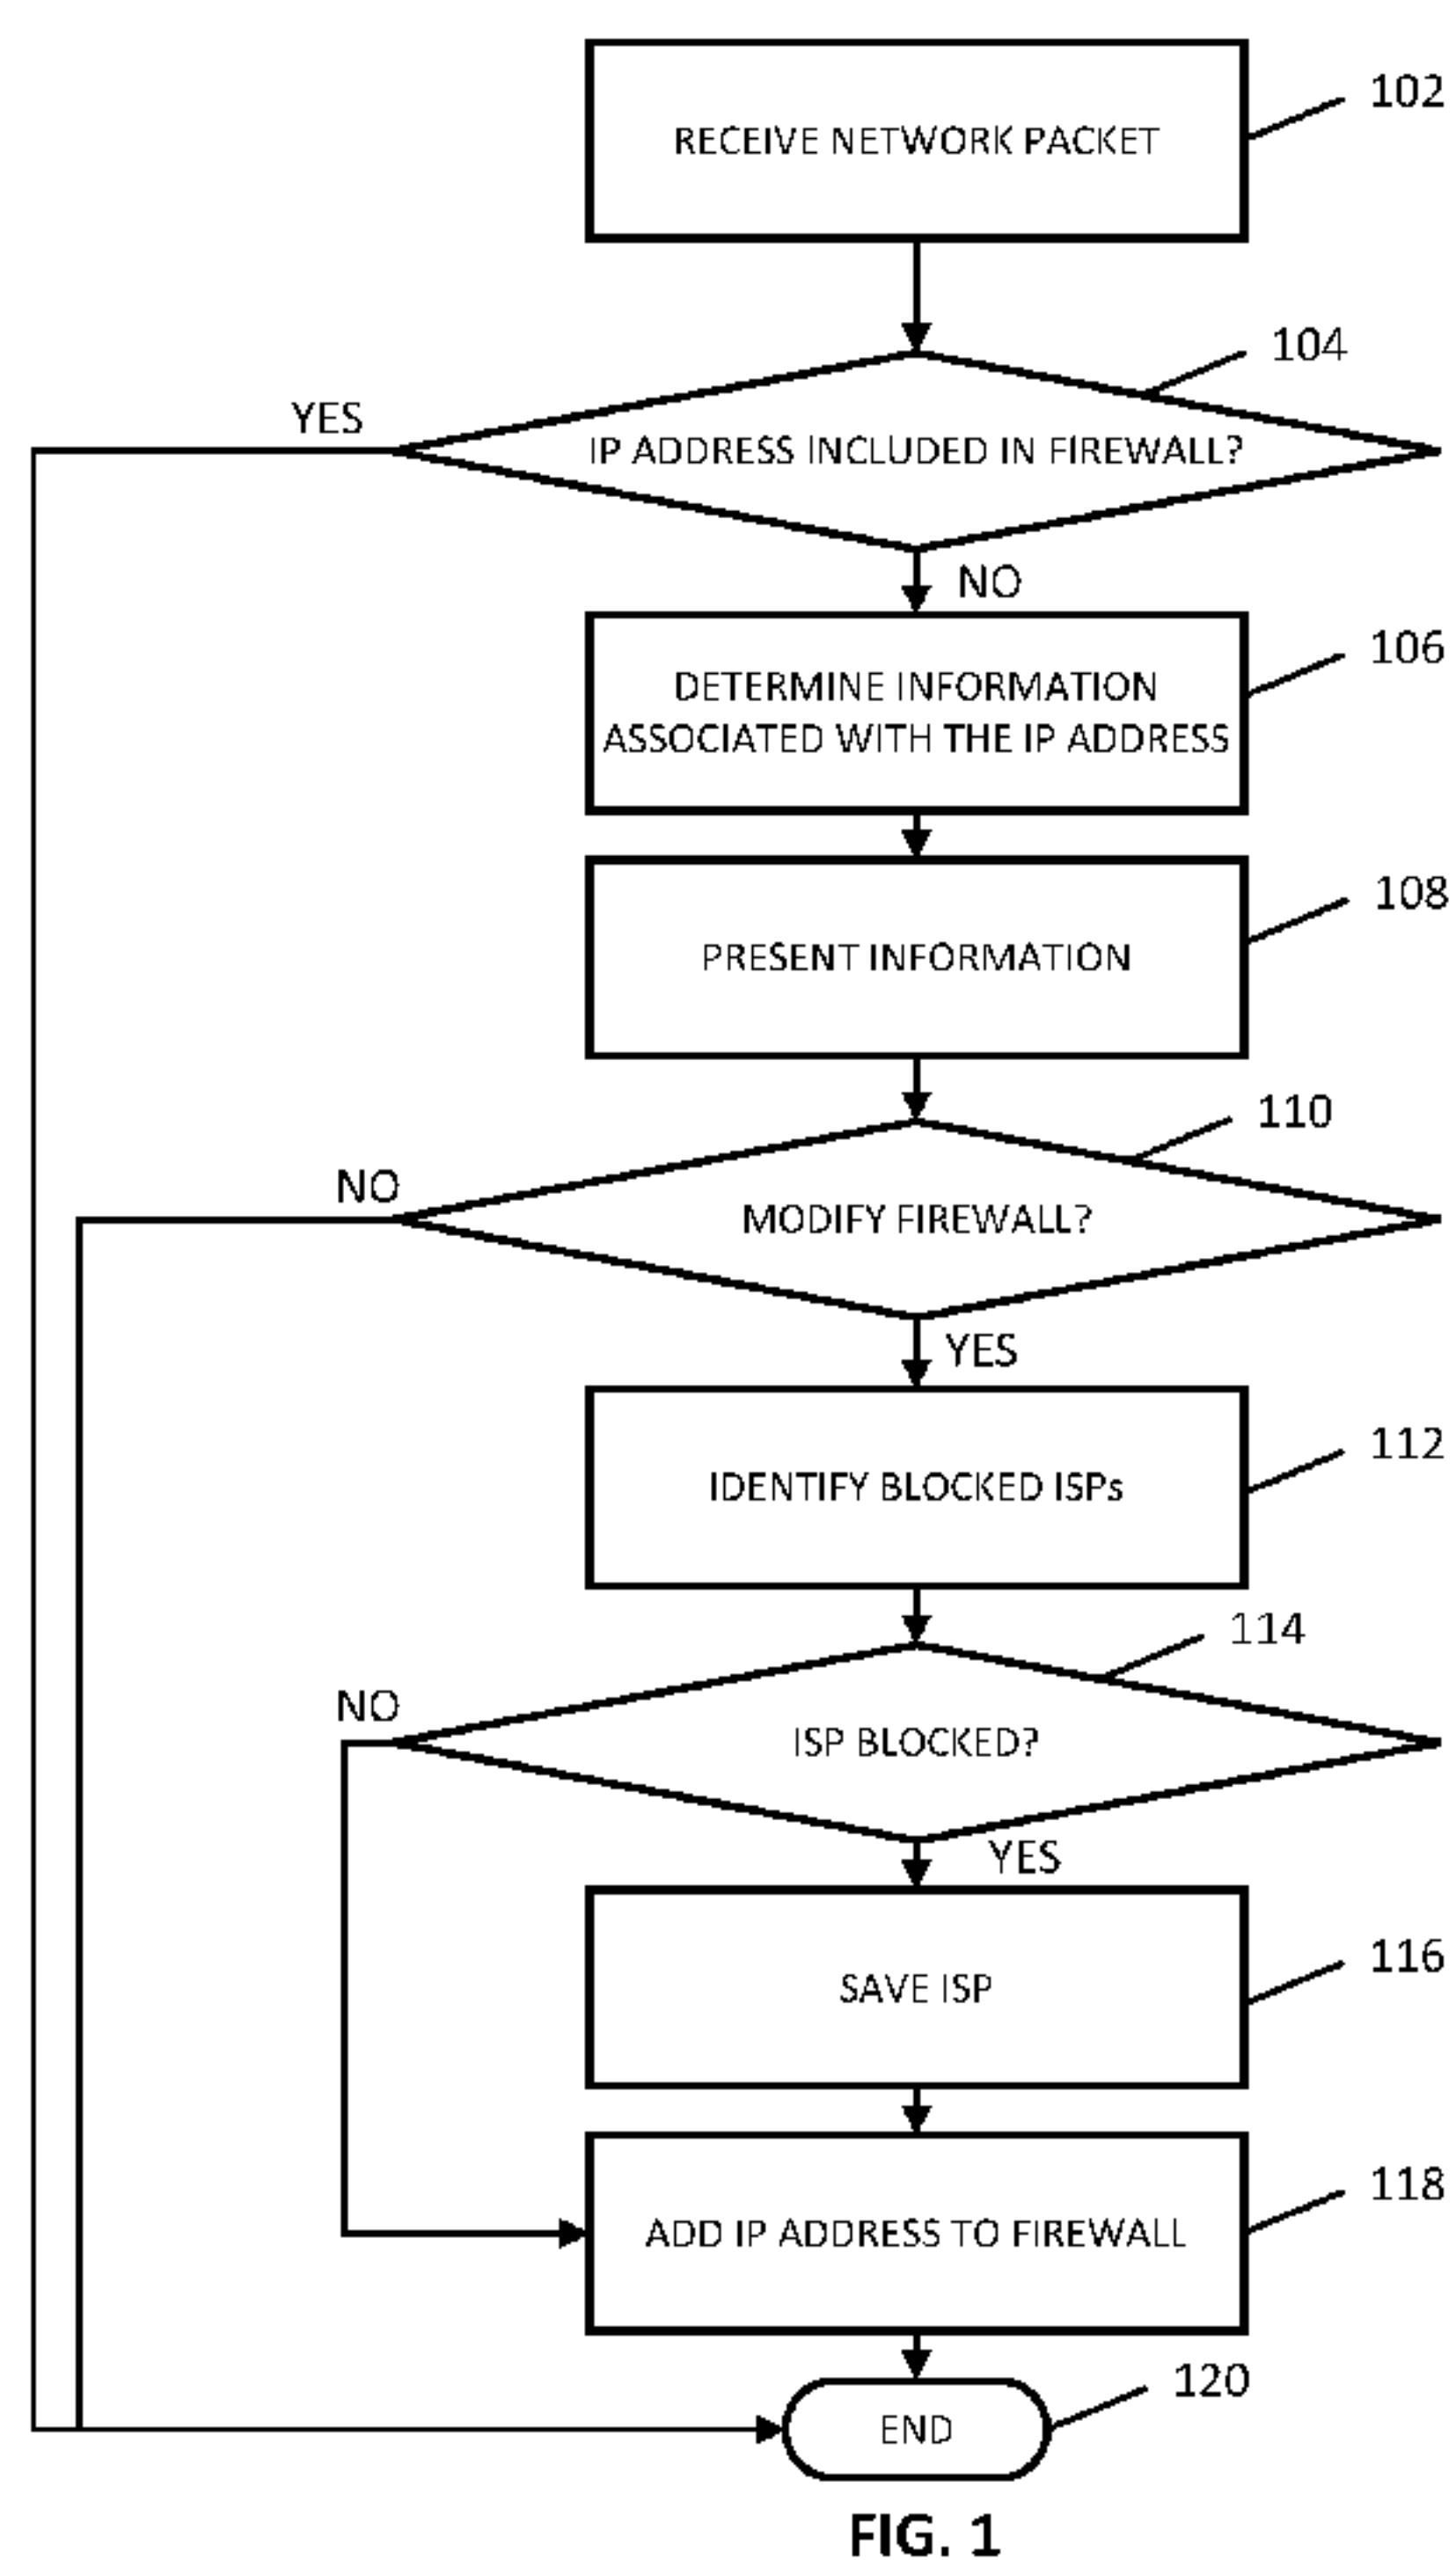 RECEIVE NETWORK PACKET
102
104
YES
IP ADDRESS INCLUDED IN FIREWALL?
NO
106
DETERMINE INFORMATION
ASSOCIATED WITH THE IP ADDRESS
108
PRESENT INFORMATION
110
NO
MODIFY FIREWALL?
YES
112
IDENTIFY BLOCKED ISPs
114
NO
ISP BLOCKED?
YES
116
SAVE ISP
118
ADD IP ADDRESS TO FIREWALL
120
END
FIG. 1